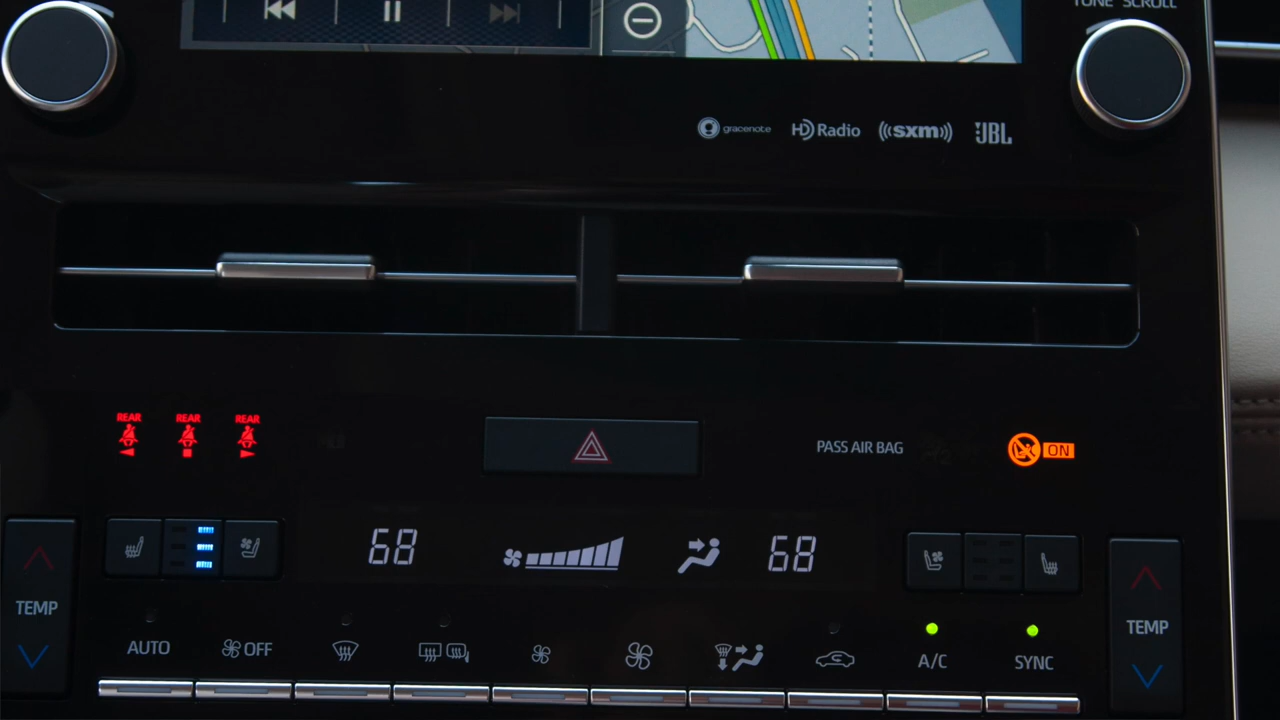 TUNE SCROLL
gracenote HD Radio sxm JBL
REAR REAR REAR
PASS AIR BAG ON
68 68
TEMP TEMP
AUTO OFF A/C SYNC